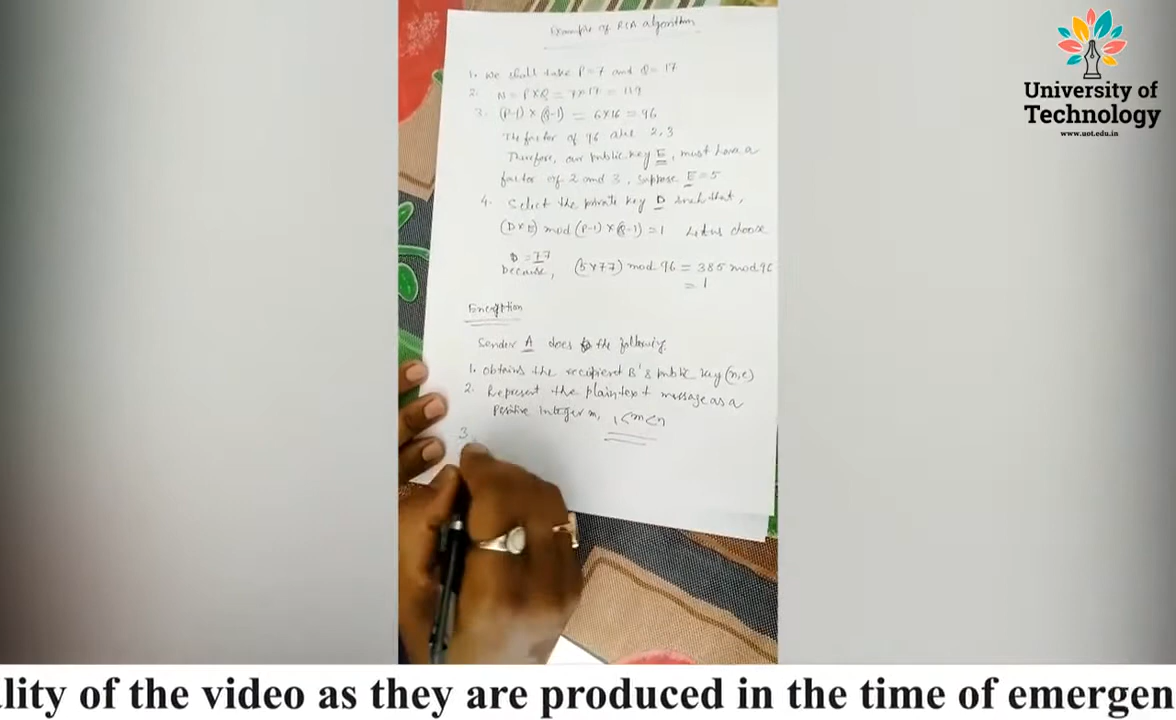 Example of RSA algorithm
1. We shall take P = 7 and Q = 17
2. N = P×Q = 7×17 = 119
3. (P-1) × (Q-1) = 6×16 = 96
The factor of 96 are 2, 3
Therefore, our public key E, must have a
factor of 2 and 3, suppose E = 5
4. Select the private key D such that,
(D×E) mod (P-1) × (Q-1) = 1 Let us choose
D = 77
because, (5×77) mod 96 = 385 mod 96
= 1
Encryption
Sender A does the following
1. Obtains the recipient B's public key (n, e)
2. Represent the plain text message as a
positive integer m, 1<m<n
3
University of
Technology
www.uot.edu.in
ality of the video as they are produced in the time of emergen